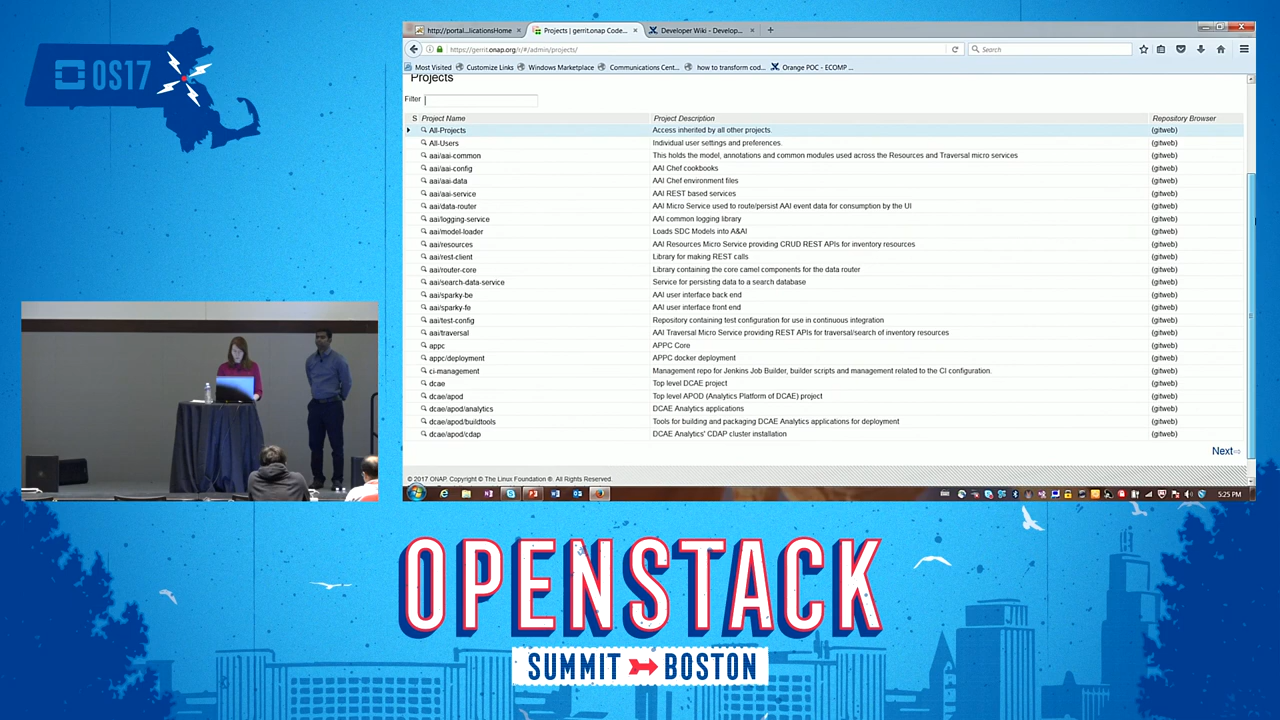 OS17
http://portal...licationsHome ×
Projects | gerrit.onap Code... ×
Developer Wiki - Develop... ×
https://gerrit.onap.org/r/#/admin/projects/
Search
Most Visited Customize Links Windows Marketplace Communications Cent... how to transform cod... Orange POC - ECOMP ...
Projects
Filter
S Project Name Project Description Repository Browser
All-Projects Access inherited by all other projects. (gitweb)
All-Users Individual user settings and preferences. (gitweb)
aai/aai-common This holds the model, annotations and common modules used across the Resources and Traversal micro services (gitweb)
aai/aai-config AAI Chef cookbooks (gitweb)
aai/aai-data AAI Chef environment files (gitweb)
aai/aai-service AAI REST based services (gitweb)
aai/data-router AAI Micro Service used to route/persist AAI event data for consumption by the UI (gitweb)
aai/logging-service AAI common logging library (gitweb)
aai/model-loader Loads SDC Models into A&AI (gitweb)
aai/resources AAI Resources Micro Service providing CRUD REST APIs for inventory resources (gitweb)
aai/rest-client Library for making REST calls (gitweb)
aai/router-core Library containing the core camel components for the data router (gitweb)
aai/search-data-service Service for persisting data to a search database (gitweb)
aai/sparky-be AAI user interface back end (gitweb)
aai/sparky-fe AAI user interface front end (gitweb)
aai/test-config Repository containing test configuration for use in continuous integration (gitweb)
aai/traversal AAI Traversal Micro Service providing REST APIs for traversal/search of inventory resources (gitweb)
appc APPC Core (gitweb)
appc/deployment APPC docker deployment (gitweb)
ci-management Management repo for Jenkins Job Builder, builder scripts and management related to the CI configuration. (gitweb)
dcae Top level DCAE project (gitweb)
dcae/apod Top level APOD (Analytics Platform of DCAE) project (gitweb)
dcae/apod/analytics DCAE Analytics applications (gitweb)
dcae/apod/buildtools Tools for building and packaging DCAE Analytics applications for deployment (gitweb)
dcae/apod/cdap DCAE Analytics' CDAP cluster installation (gitweb)
Next⇨
© 2017 ONAP. Copyright © The Linux Foundation ®. All Rights Reserved.
5:25 PM
OPENSTACK
SUMMIT BOSTON